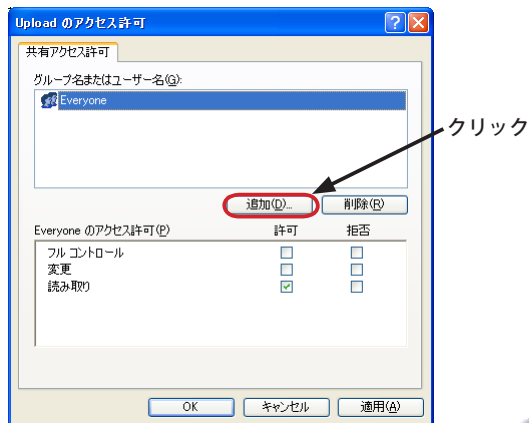 Upload のアクセス許可
共有アクセス許可
グループ名またはユーザー名(G):
Everyone
クリック
追加(D)... 削除(R)
Everyone のアクセス許可(P) 許可 拒否
フル コントロール
変更
読み取り
OK キャンセル 適用(A)